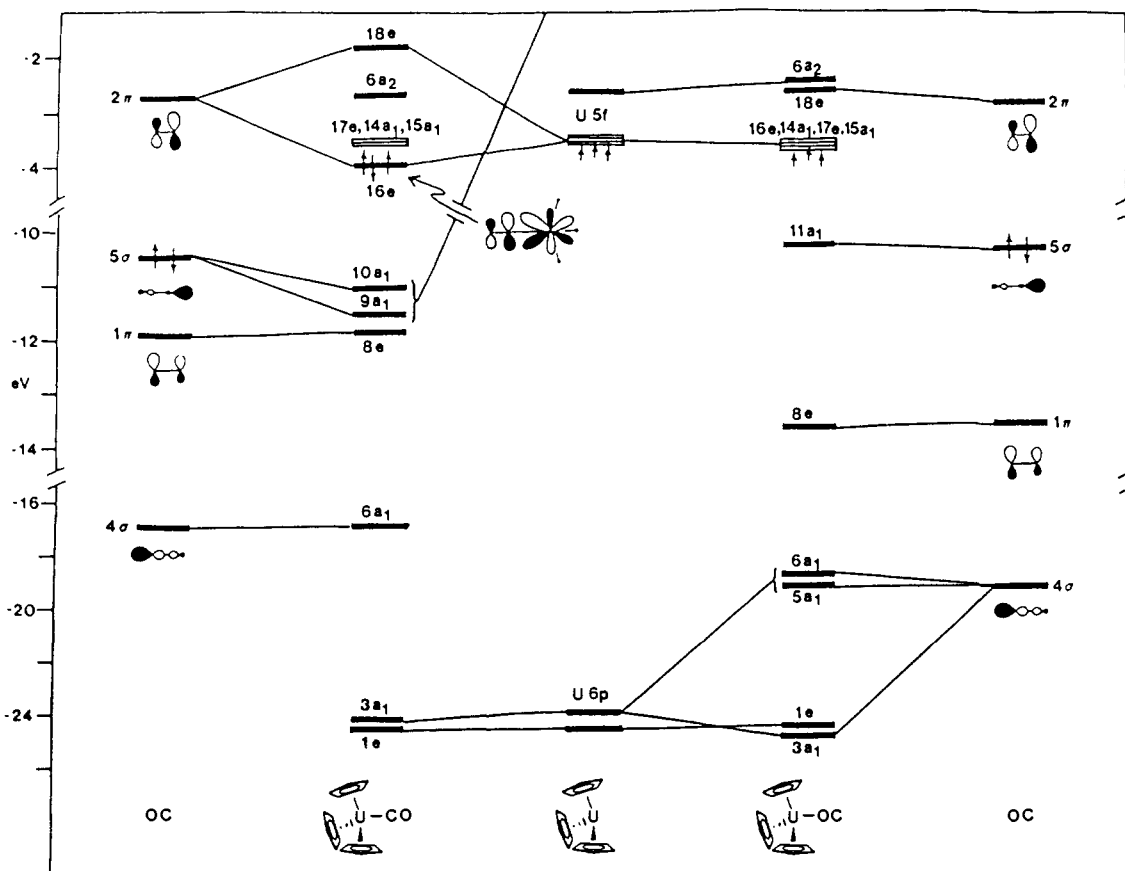 18e
-2
6a2
6a2
2π
18e
2π
U 5f
17e,14a1,15a1
16e,14a1,17e,15a1
-4
16e
-10
11a1
5σ
5σ
10a1
9a1
1π
-12
8e
eV
8e
1π
-14
-16
4σ
6a1
6a1
4σ
5a1
-20
U 6p
3a1
1e
-24
1e
3a1
OC
U-CO
U
U-OC
OC